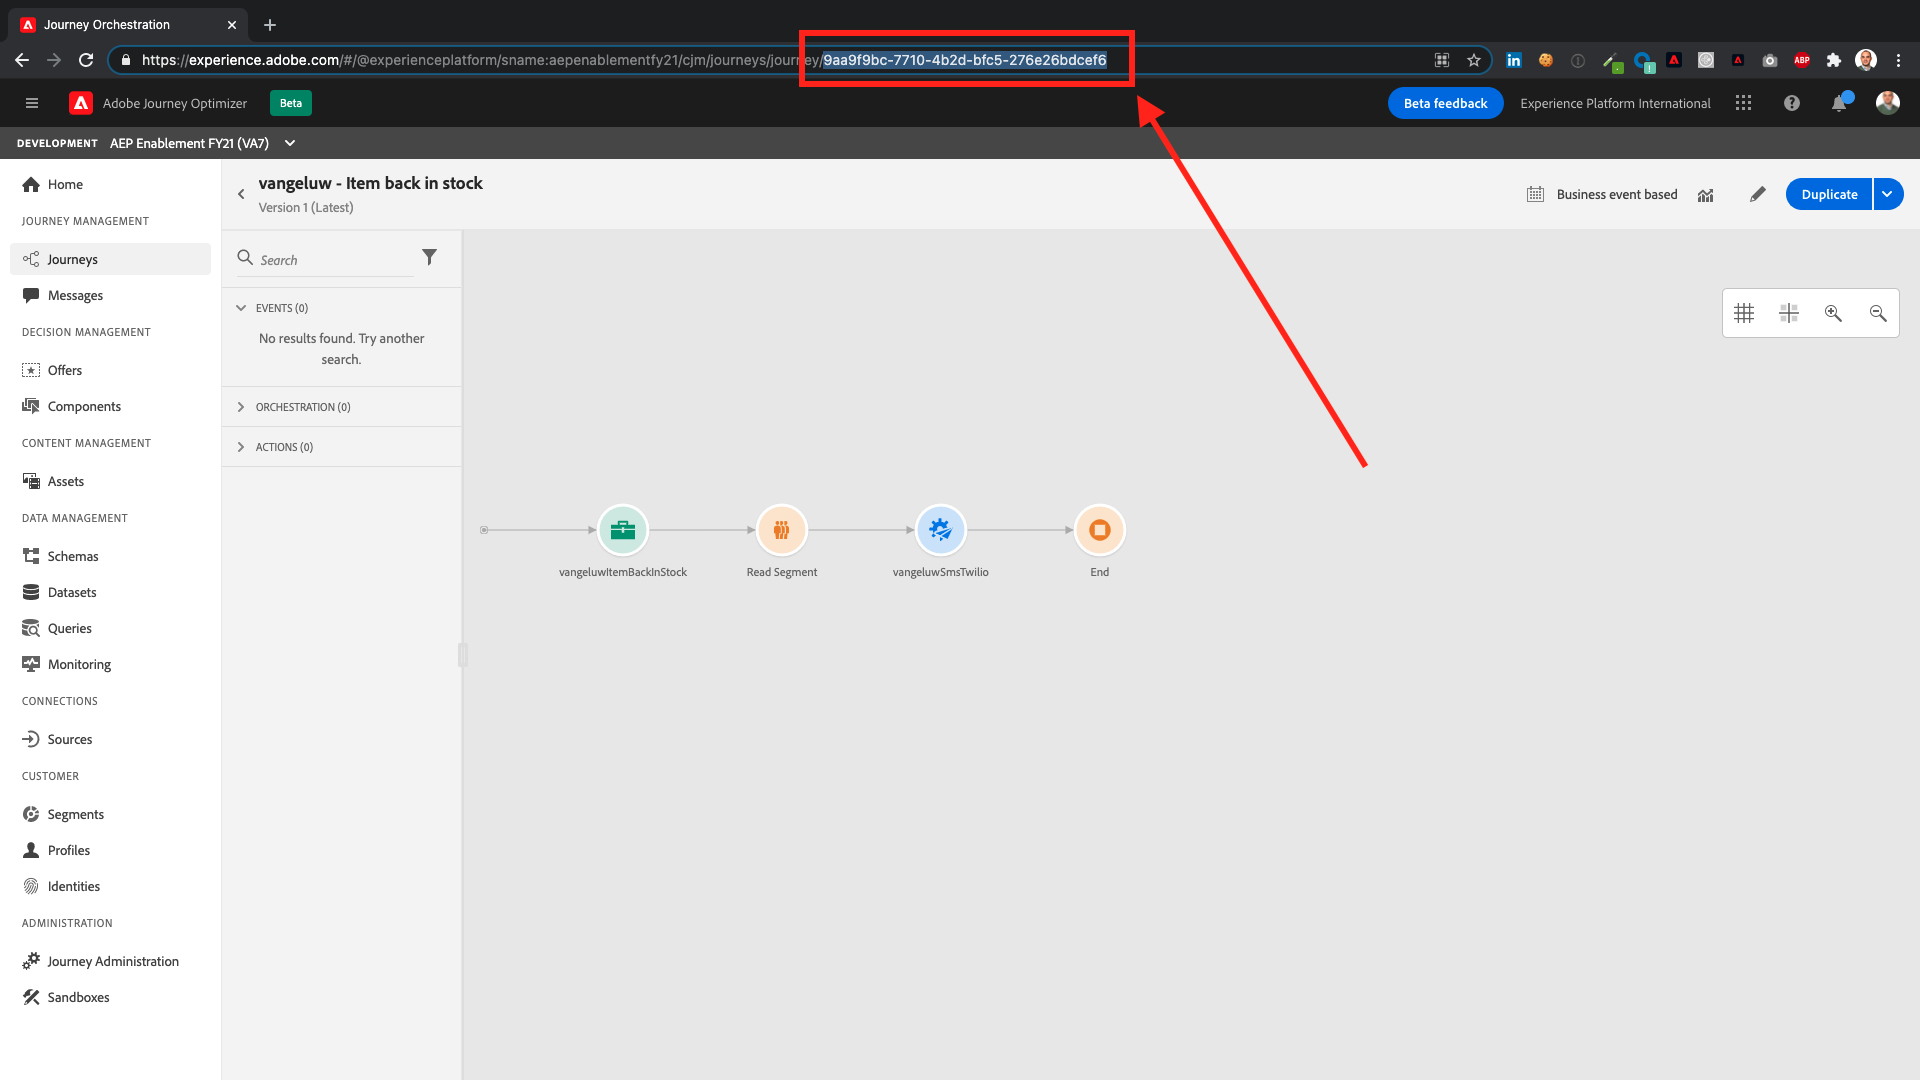 Journey Orchestration
https://experience.adobe.com/#/@experienceplatform/sname:aepenablementfy21/cjm/journeys/journey/9aa9f9bc-7710-4b2d-bfc5-276e26bdcef6
in
ABP
Adobe Journey Optimizer
Beta
Beta feedback
Experience Platform International
DEVELOPMENT
AEP Enablement FY21 (VA7)
Home
JOURNEY MANAGEMENT
Journeys
Messages
DECISION MANAGEMENT
Offers
Components
CONTENT MANAGEMENT
Assets
DATA MANAGEMENT
Schemas
Datasets
Queries
Monitoring
CONNECTIONS
Sources
CUSTOMER
Segments
Profiles
Identities
ADMINISTRATION
Journey Administration
Sandboxes
vangeluw - Item back in stock
Version 1 (Latest)
Business event based
Duplicate
Search
EVENTS (0)
No results found. Try another
search.
ORCHESTRATION (0)
ACTIONS (0)
vangeluwItemBackInStock
Read Segment
vangeluwSmsTwilio
End